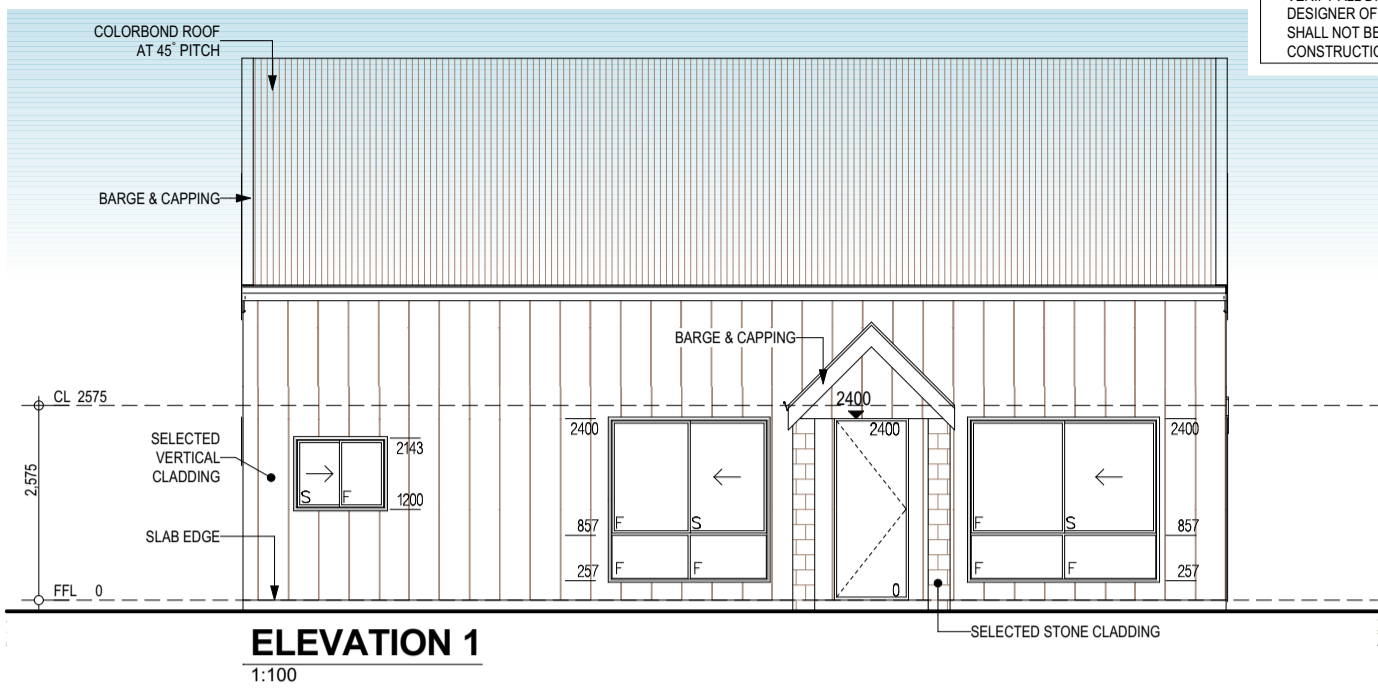 DESIGNER OF
SHALL NOT BE
CONSTRUCTIO
COLORBOND ROOF
AT 45° PITCH
BARGE & CAPPING
BARGE & CAPPING
CL 2575
2400
2400
2400
2400
SELECTED
VERTICAL
CLADDING
2143
S F
1200
2,575
F S
857
F F
257
F S
857
F F
257
SLAB EDGE
FFL 0
0
SELECTED STONE CLADDING
ELEVATION 1
1:100